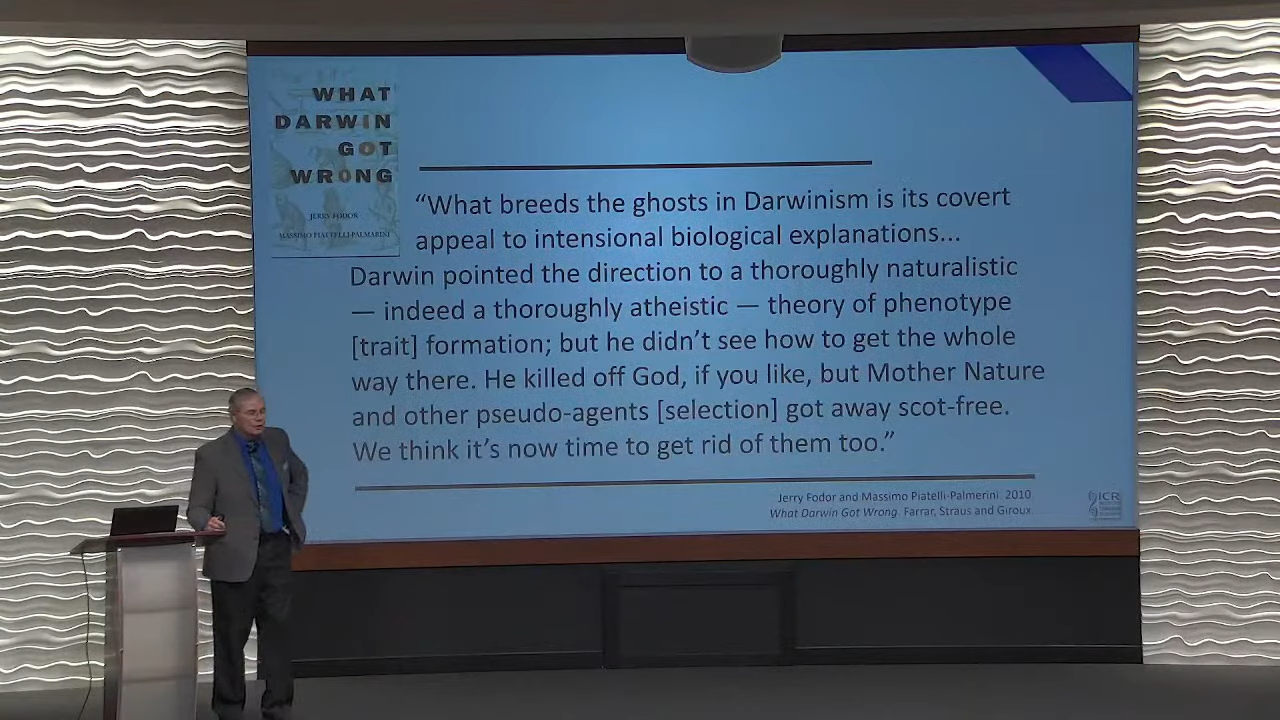 WHAT
DARWIN
GOT
WRONG
JERRY FODOR
MASSIMO PIATTELLI-PALMARINI
“What breeds the ghosts in Darwinism is its covert
appeal to intensional biological explanations...
Darwin pointed the direction to a thoroughly naturalistic
— indeed a thoroughly atheistic — theory of phenotype
[trait] formation; but he didn’t see how to get the whole
way there. He killed off God, if you like, but Mother Nature
and other pseudo-agents [selection] got away scot-free.
We think it’s now time to get rid of them too.”
Jerry Fodor and Massimo Piatelli-Palmerini. 2010.
What Darwin Got Wrong. Farrar, Straus and Giroux.
ICR